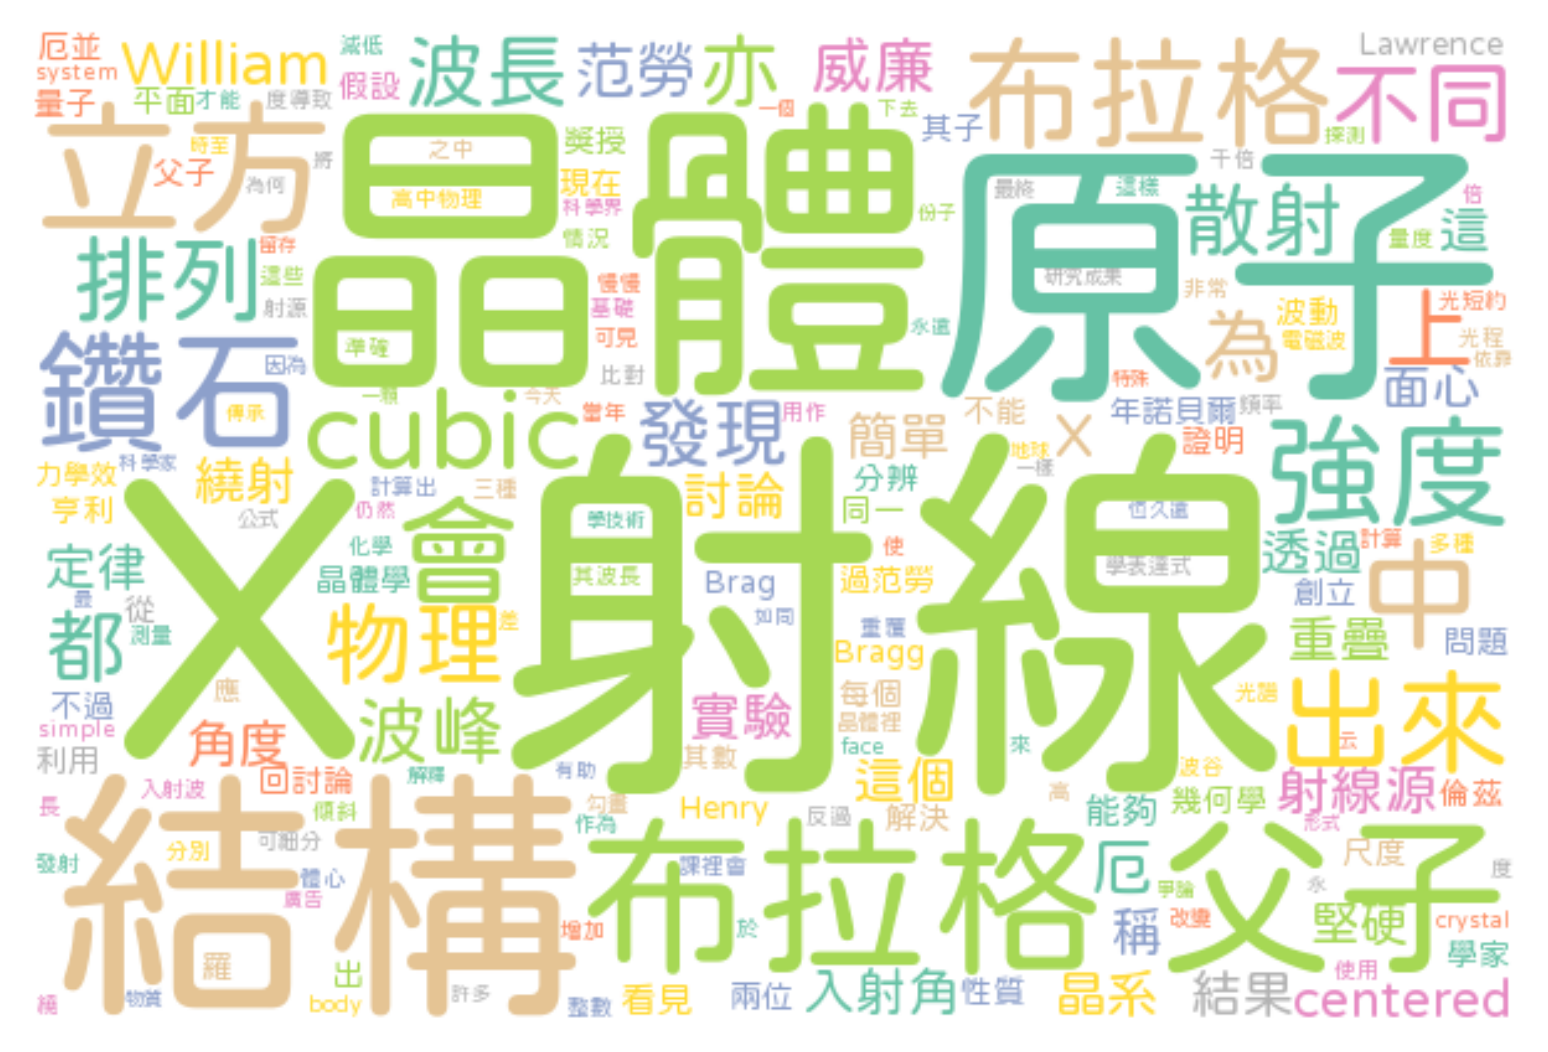 厄並 William 減低 波長 范勞 亦 威廉 布拉格 Lawrence
system 假設 不同
量子 平面 才能 度導致 一個 下去 其子 探測
立方 時至 父子 為何 將 晶體 之中 高中物理 獎授 現在 科學界 情況 份子 原子 千倍 最終 這樣 散射 倍 量度 這
排列 留存 這些 射源 慢慢 基礎 可見 永遠 研究成果 非常 波動 電磁波 為 上 光短約 光程 依靠
鑽石 因為 傳承 準確 一顆 比對 今天 當年 特殊 面心
cubic 發現 用作 簡單 不能 X 年諾貝爾 頻率 證明 強度
力學效 科學家 繞射 計算出 三種 討論 分辨 地球 一樣
亨利 公式 仍然 X射線 學技術 同一 恒久遠 透過 計算 多種
定律 化學 會 晶體學 其波長 Brag 使 過范勞 學表達式 創立 中
最 從 都 測量 物理 差 如同 重覆 Bragg 重疊 問題
不過 應 波峰 實驗 每個 晶體裡 光譜 出來
simple 角度 利用 其數 face 來 云
回討論 解釋 有助 這個 波谷 射線源 倫茲
長 入射波 傾斜 勾畫 作為 Henry 反過 解決 高 能夠 幾何學 形式
結構 可細分 分別 體心 廣告 發射 布拉格 課裡會 厄 爭論 父子 永 尺度 度
羅 增加 於 稱 改變 堅硬 crystal
出 學家
繞 物質 body 許多 整數 看見 兩位 入射角 性質 晶系 結果 使用 centered